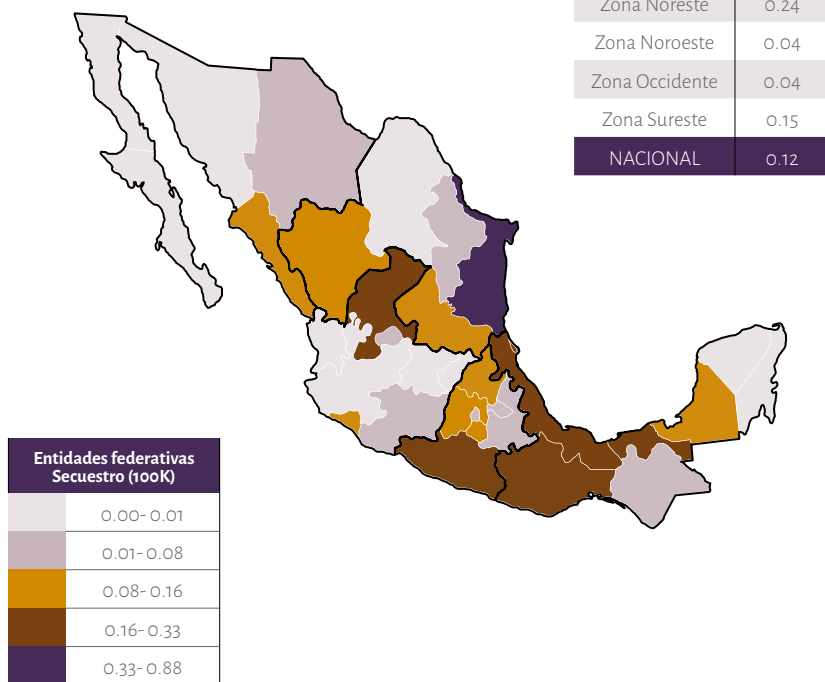 Zona Noreste 0.24
Zona Noroeste 0.04
Zona Occidente 0.04
Zona Sureste 0.15
NACIONAL 0.12
Entidades federativas
Secuestro (100K)
0.00- 0.01
0.01- 0.08
0.08- 0.16
0.16- 0.33
0.33- 0.88